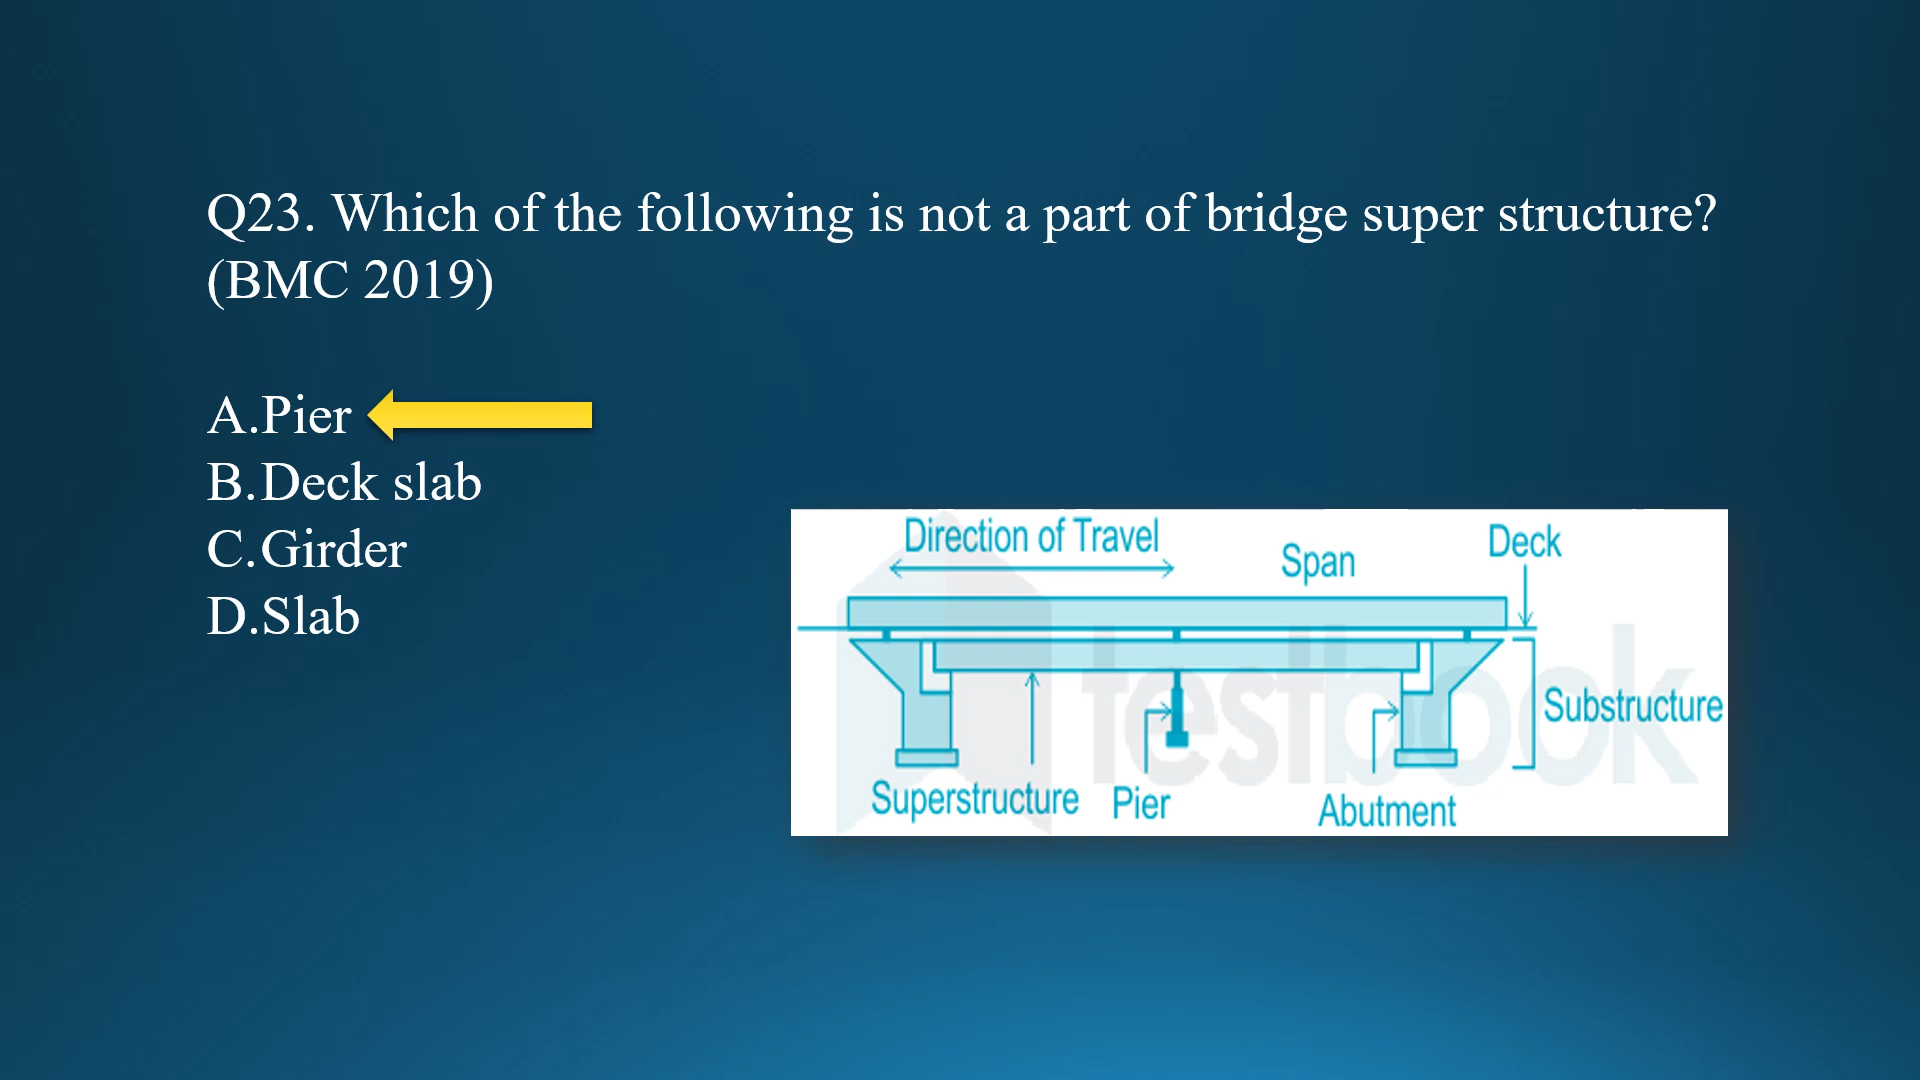 Q23. Which of the following is not a part of bridge super structure?
(BMC 2019)
A.Pier
B.Deck slab
C.Girder
D.Slab
Direction of Travel
Span
Deck
Substructure
Superstructure
Pier
Abutment
testbook